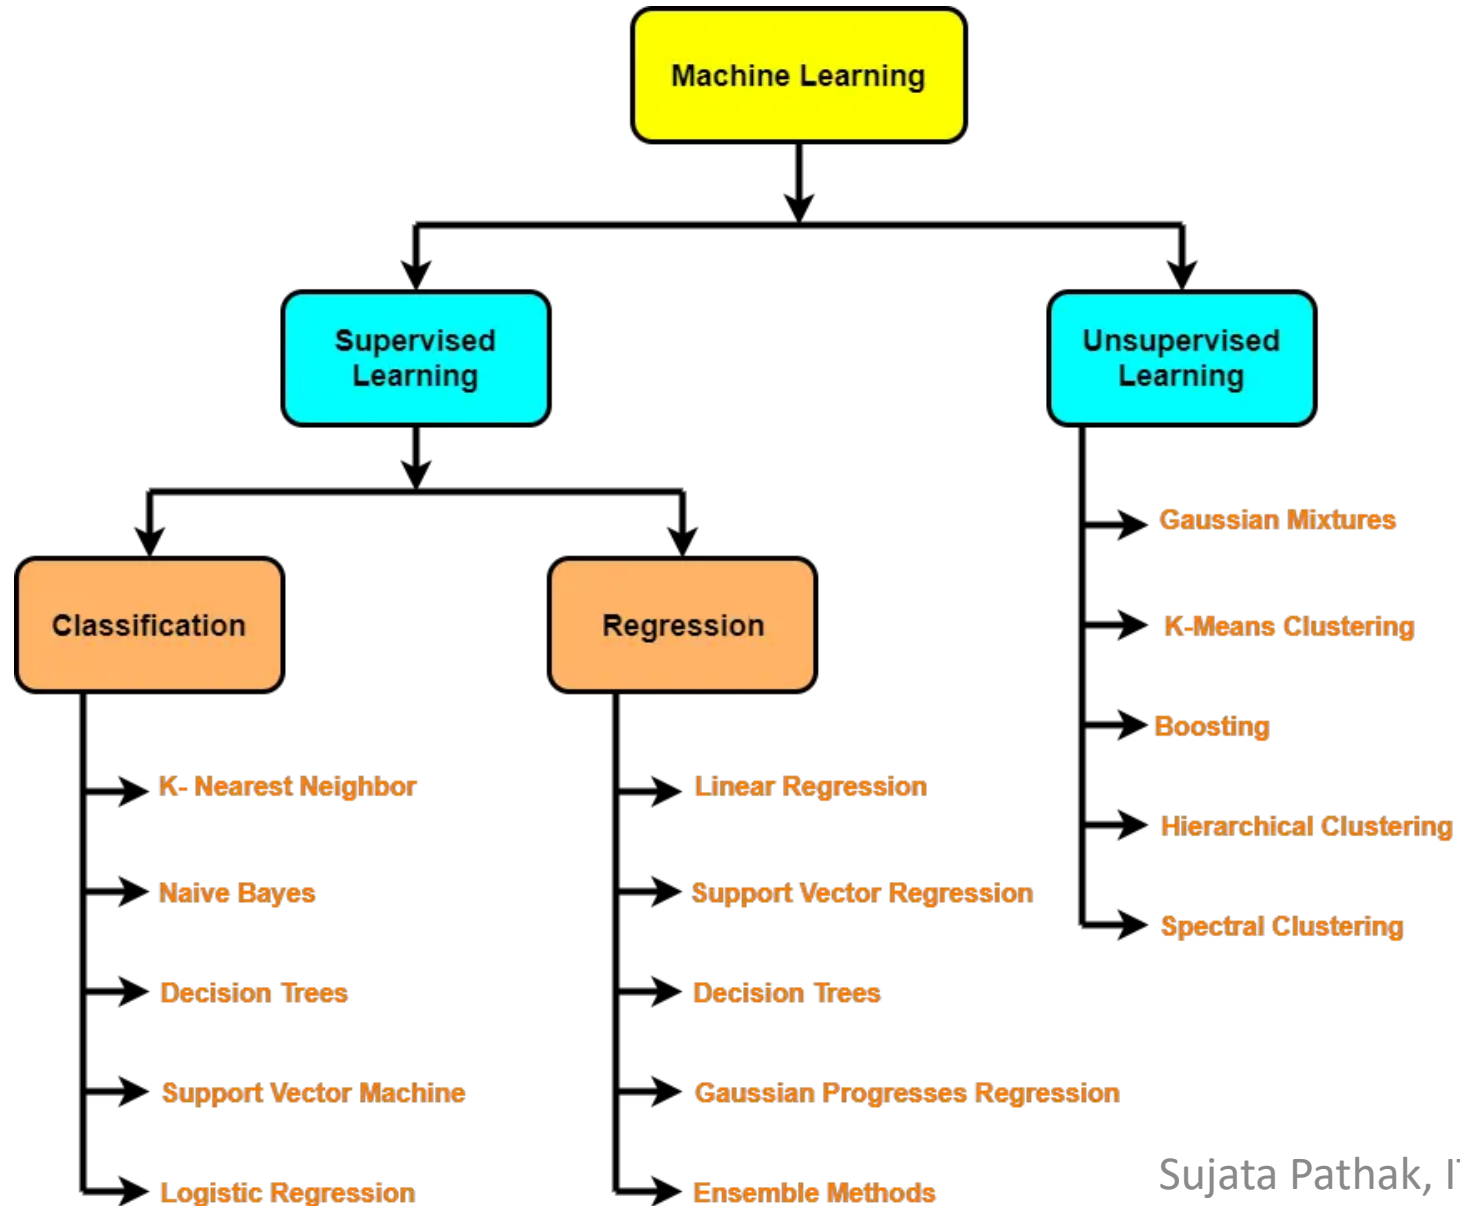 Machine Learning
Supervised
Learning
Unsupervised
Learning
Classification
Regression
Gaussian Mixtures
K-Means Clustering
Boosting
Hierarchical Clustering
Spectral Clustering
K- Nearest Neighbor
Naive Bayes
Decision Trees
Support Vector Machine
Logistic Regression
Linear Regression
Support Vector Regression
Decision Trees
Gaussian Progresses Regression
Ensemble Methods
Sujata Pathak,